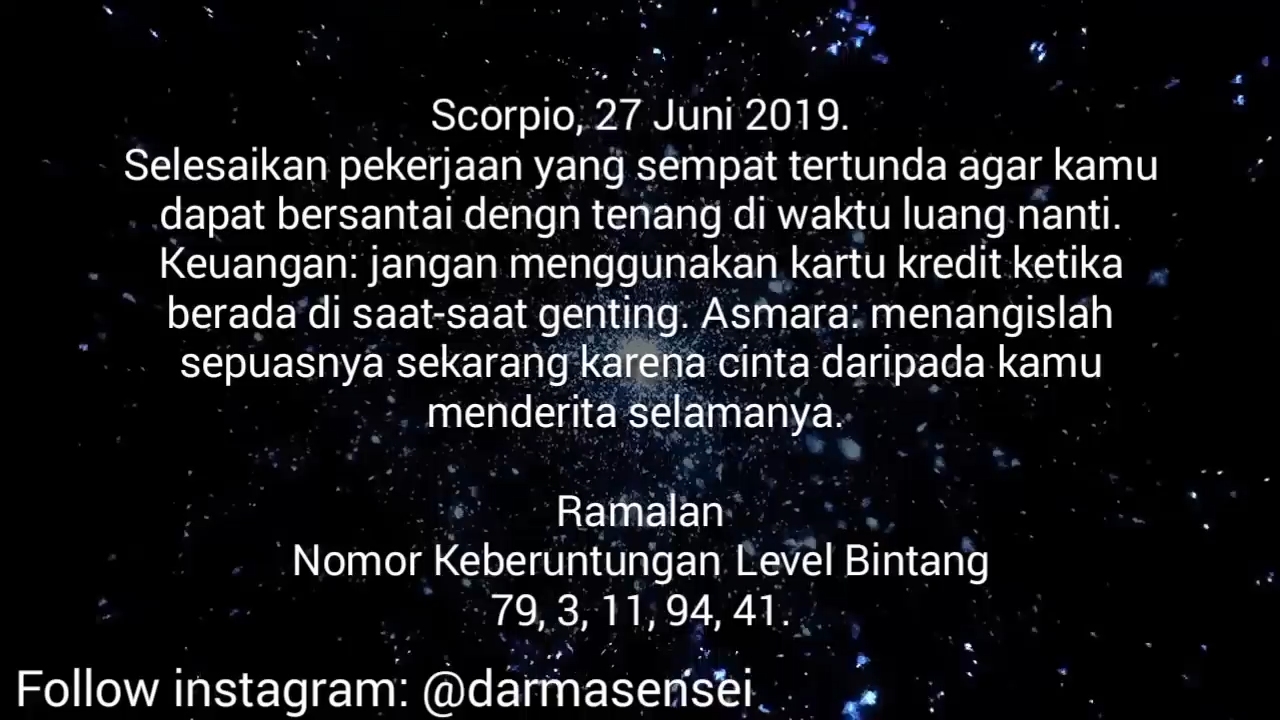 Scorpio, 27 Juni 2019.
Selesaikan pekerjaan yang sempat tertunda agar kamu
dapat bersantai dengn tenang di waktu luang nanti.
Keuangan: jangan menggunakan kartu kredit ketika
berada di saat-saat genting. Asmara: menangislah
sepuasnya sekarang karena cinta daripada kamu
menderita selamanya.
Ramalan
Nomor Keberuntungan Level Bintang
79, 3, 11, 94, 41.
Follow instagram: @darmasensei